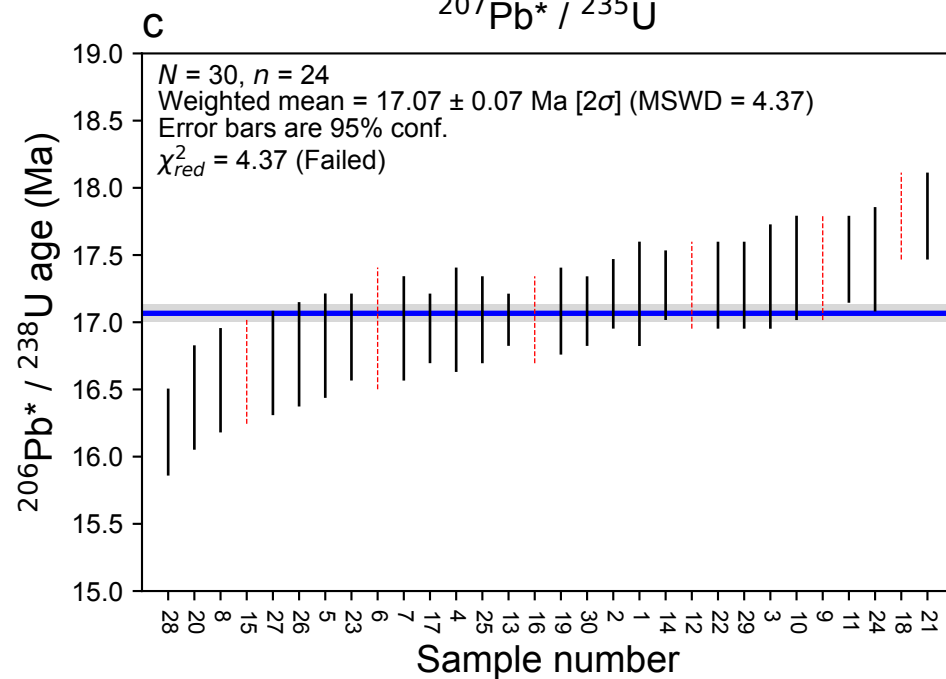 ²⁰⁷Pb* / ²³⁵U
c
N = 30, n = 24
Weighted mean = 17.07 ± 0.07 Ma [2σ] (MSWD = 4.37)
Error bars are 95% conf.
χ²red = 4.37 (Failed)
²⁰⁶Pb* / ²³⁸U age (Ma)
19.0
18.5
18.0
17.5
17.0
16.5
16.0
15.5
15.0
28 20 8 15 27 26 5 23 6 7 17 4 25 13 16 19 30 2 1 14 12 22 29 3 10 9 11 24 18 21
Sample number